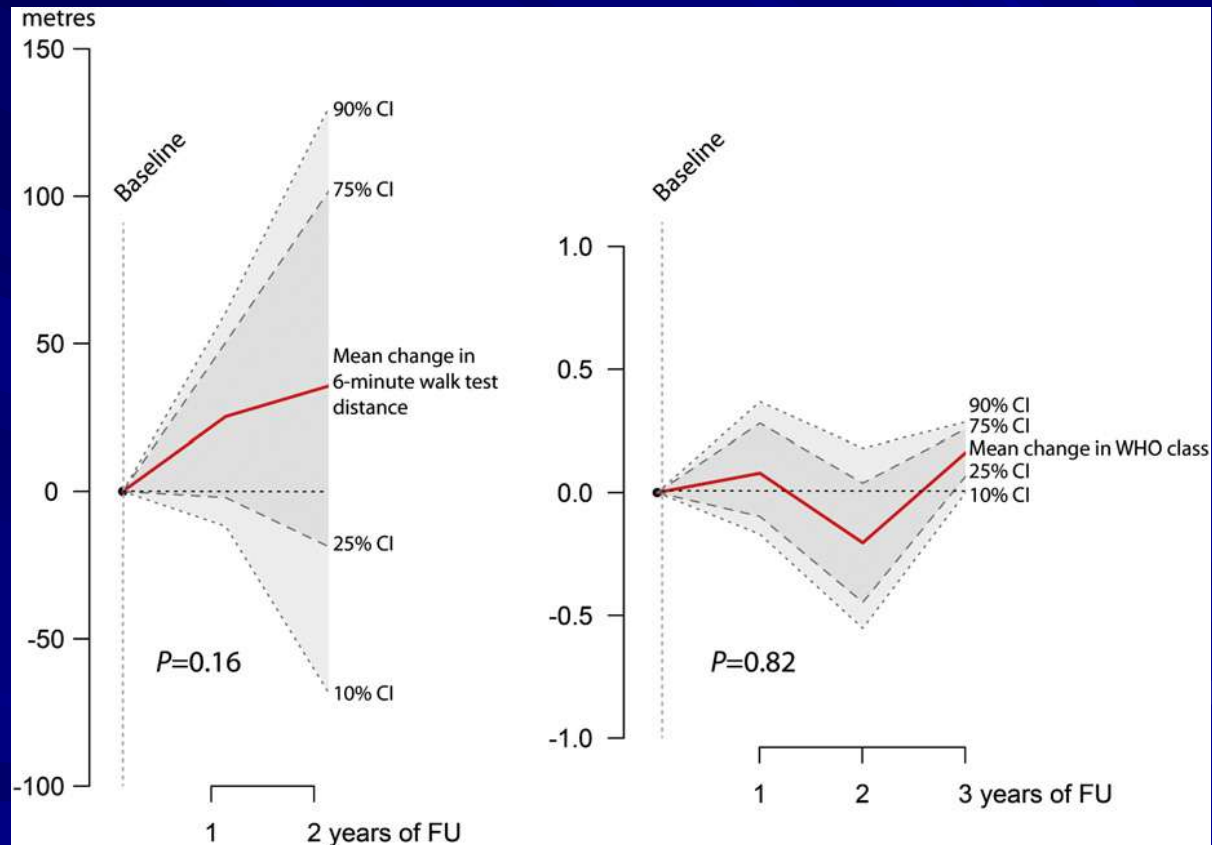 metres
150
100
50
0
-50
-100
Baseline
90% CI
75% CI
Mean change in
6-minute walk test
distance
25% CI
10% CI
P=0.16
1
2 years of FU
Baseline
1.0
0.5
0.0
-0.5
-1.0
90% CI
75% CI
Mean change in WHO class
25% CI
10% CI
P=0.82
1
2
3 years of FU